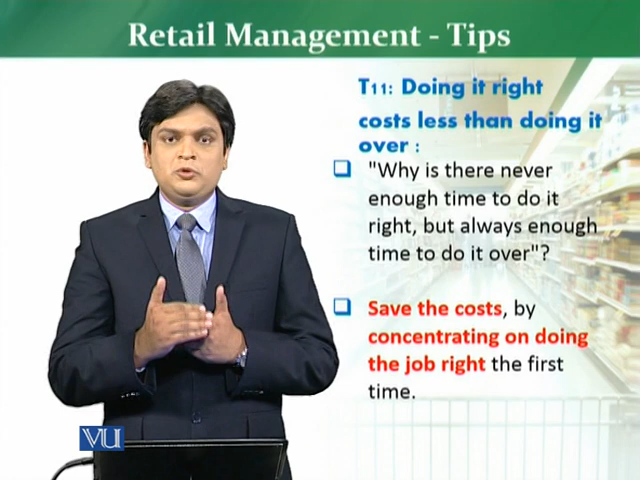 Retail Management - Tips
T11: Doing it right
costs less than doing it
over :
"Why is there never
enough time to do it
right, but always enough
time to do it over"?
Save the costs, by
concentrating on doing
the job right the first
time.
VU